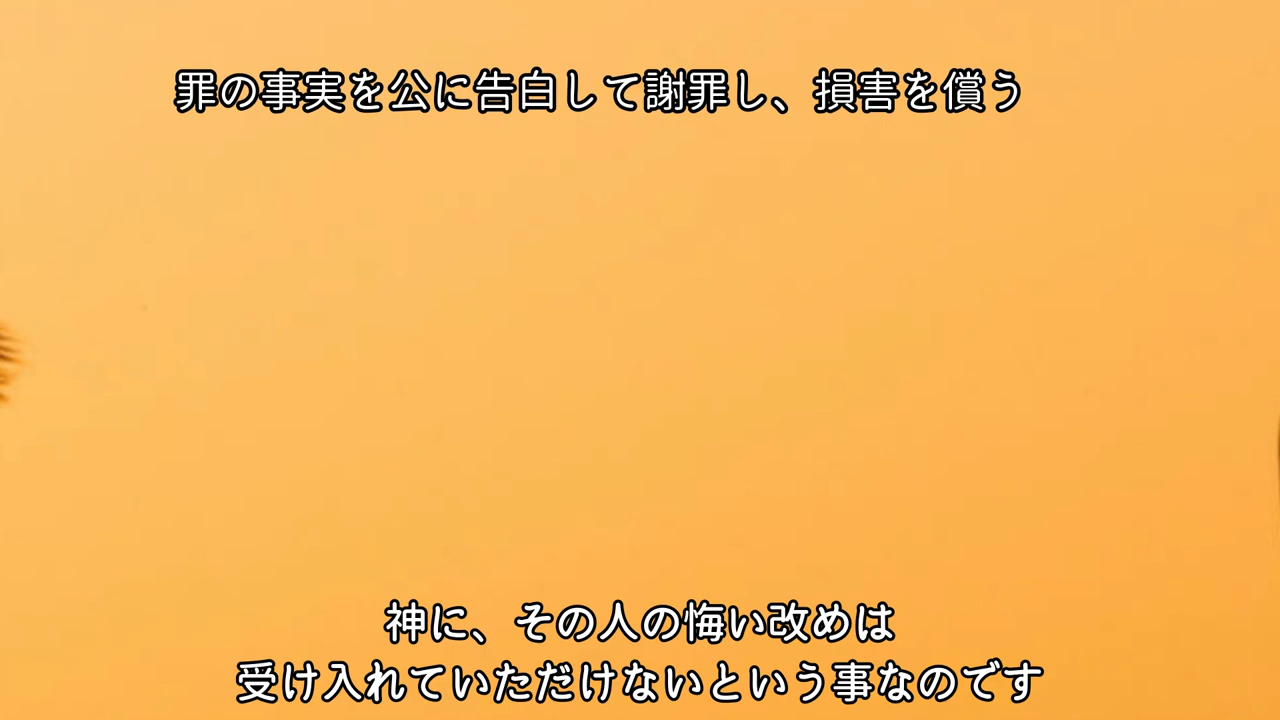 罪の事実を公に告白して謝罪し、損害を償う
神に、その人の悔い改めは
受け入れていただけないという事なのです